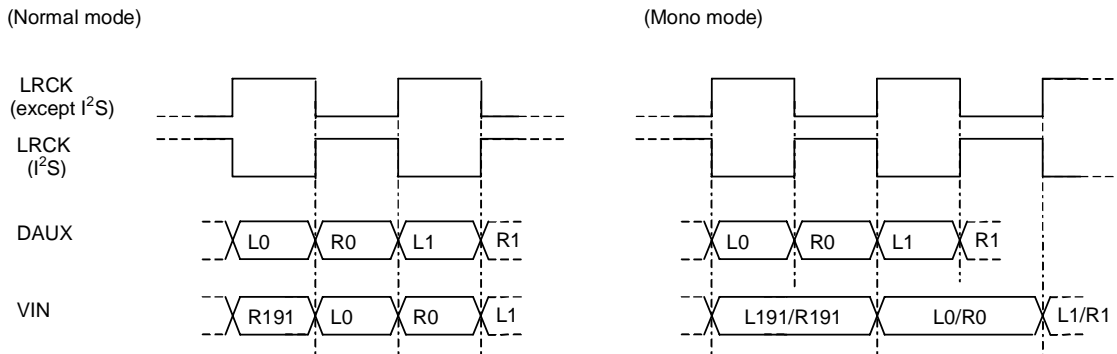 (Normal mode)
(Mono mode)
LRCK
(except I²S)
LRCK
(I²S)
DAUX
L0 R0 L1 R1
L0 R0 L1 R1
VIN
R191 L0 R0 L1
L191/R191 L0/R0 L1/R1